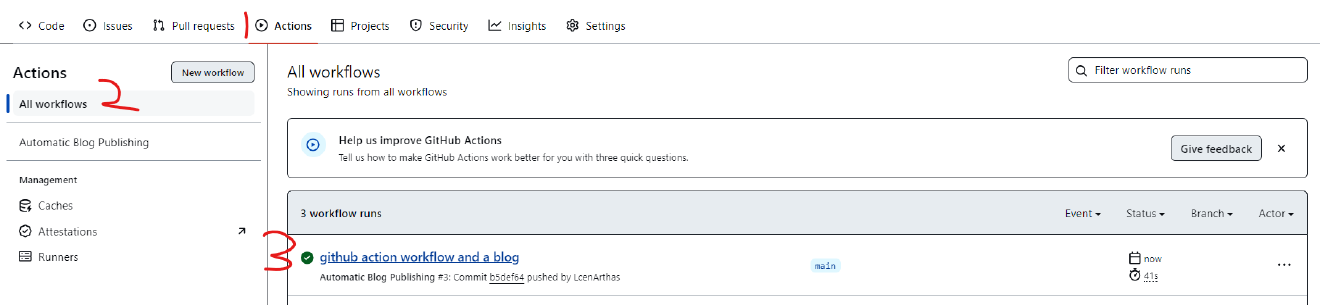 Code Issues Pull requests 1 Actions Projects Security Insights Settings
Actions New workflow
All workflows 2
Automatic Blog Publishing
Management
Caches
Attestations
Runners
All workflows
Showing runs from all workflows
Filter workflow runs
Help us improve GitHub Actions
Tell us how to make GitHub Actions work better for you with three quick questions.
Give feedback
3 workflow runs Event Status Branch Actor
3 github action workflow and a blog
Automatic Blog Publishing #3: Commit b5def64 pushed by LcenArthas
main
now
41s